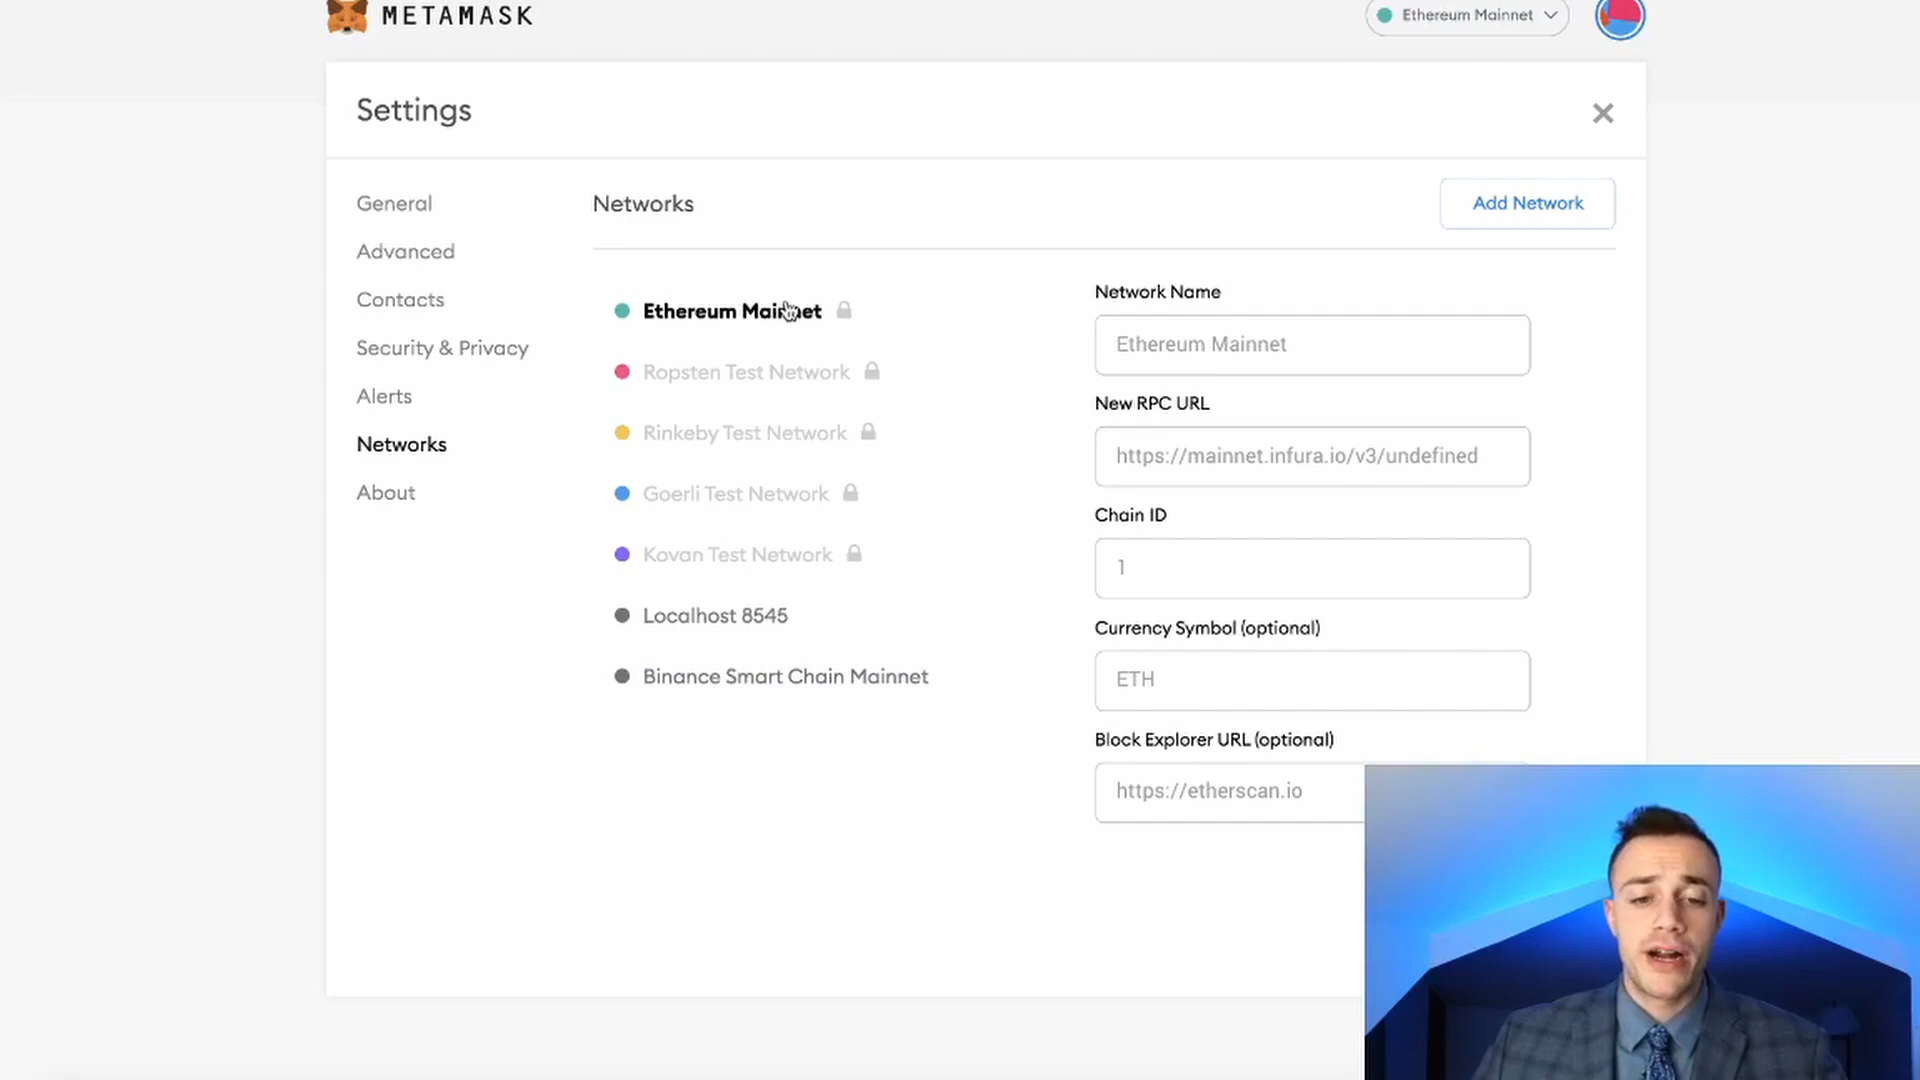 METAMASK
Ethereum Mainnet
Settings
General
Advanced
Contacts
Security & Privacy
Alerts
Networks
About
Networks
Add Network
Ethereum Mainnet
Ropsten Test Network
Rinkeby Test Network
Goerli Test Network
Kovan Test Network
Localhost 8545
Binance Smart Chain Mainnet
Network Name
Ethereum Mainnet
New RPC URL
https://mainnet.infura.io/v3/undefined
Chain ID
1
Currency Symbol (optional)
ETH
Block Explorer URL (optional)
https://etherscan.io